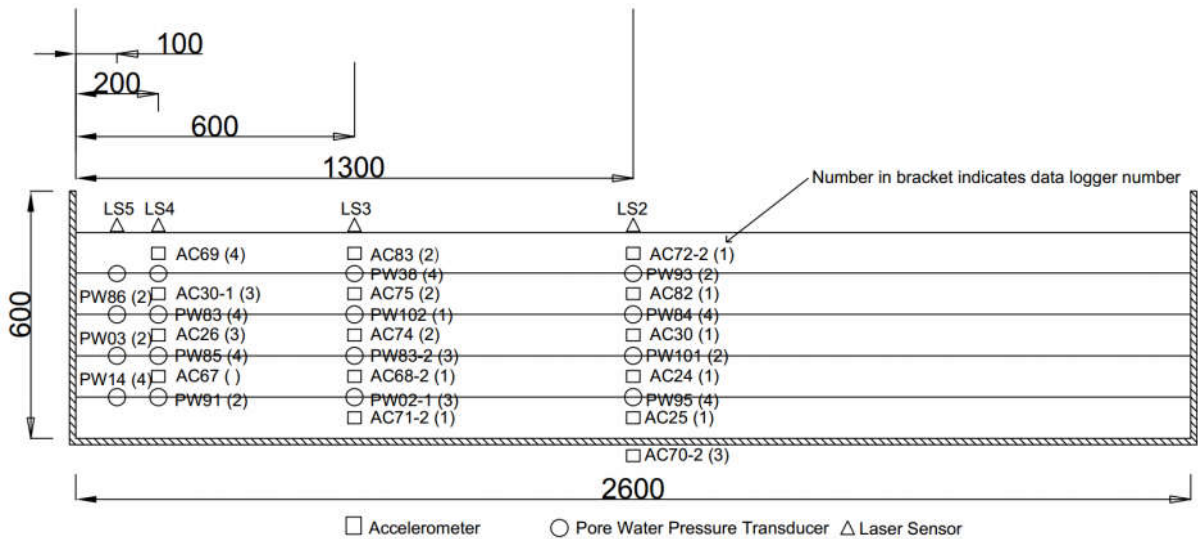 100
200
600
1300
Number in bracket indicates data logger number
LS5 LS4 LS3 LS2
AC69 (4) AC83 (2) AC72-2 (1)
PW38 (4) PW93 (2)
PW86 (2) AC30-1 (3) AC75 (2) AC82 (1)
PW83 (4) PW102 (1) PW84 (4)
600
PW03 (2) AC26 (3) AC74 (2) AC30 (1)
PW85 (4) PW83-2 (3) PW101 (2)
PW14 (4) AC67 ( ) AC68-2 (1) AC24 (1)
PW91 (2) PW02-1 (3) PW95 (4)
AC71-2 (1) AC25 (1)
AC70-2 (3)
2600
Accelerometer Pore Water Pressure Transducer Laser Sensor